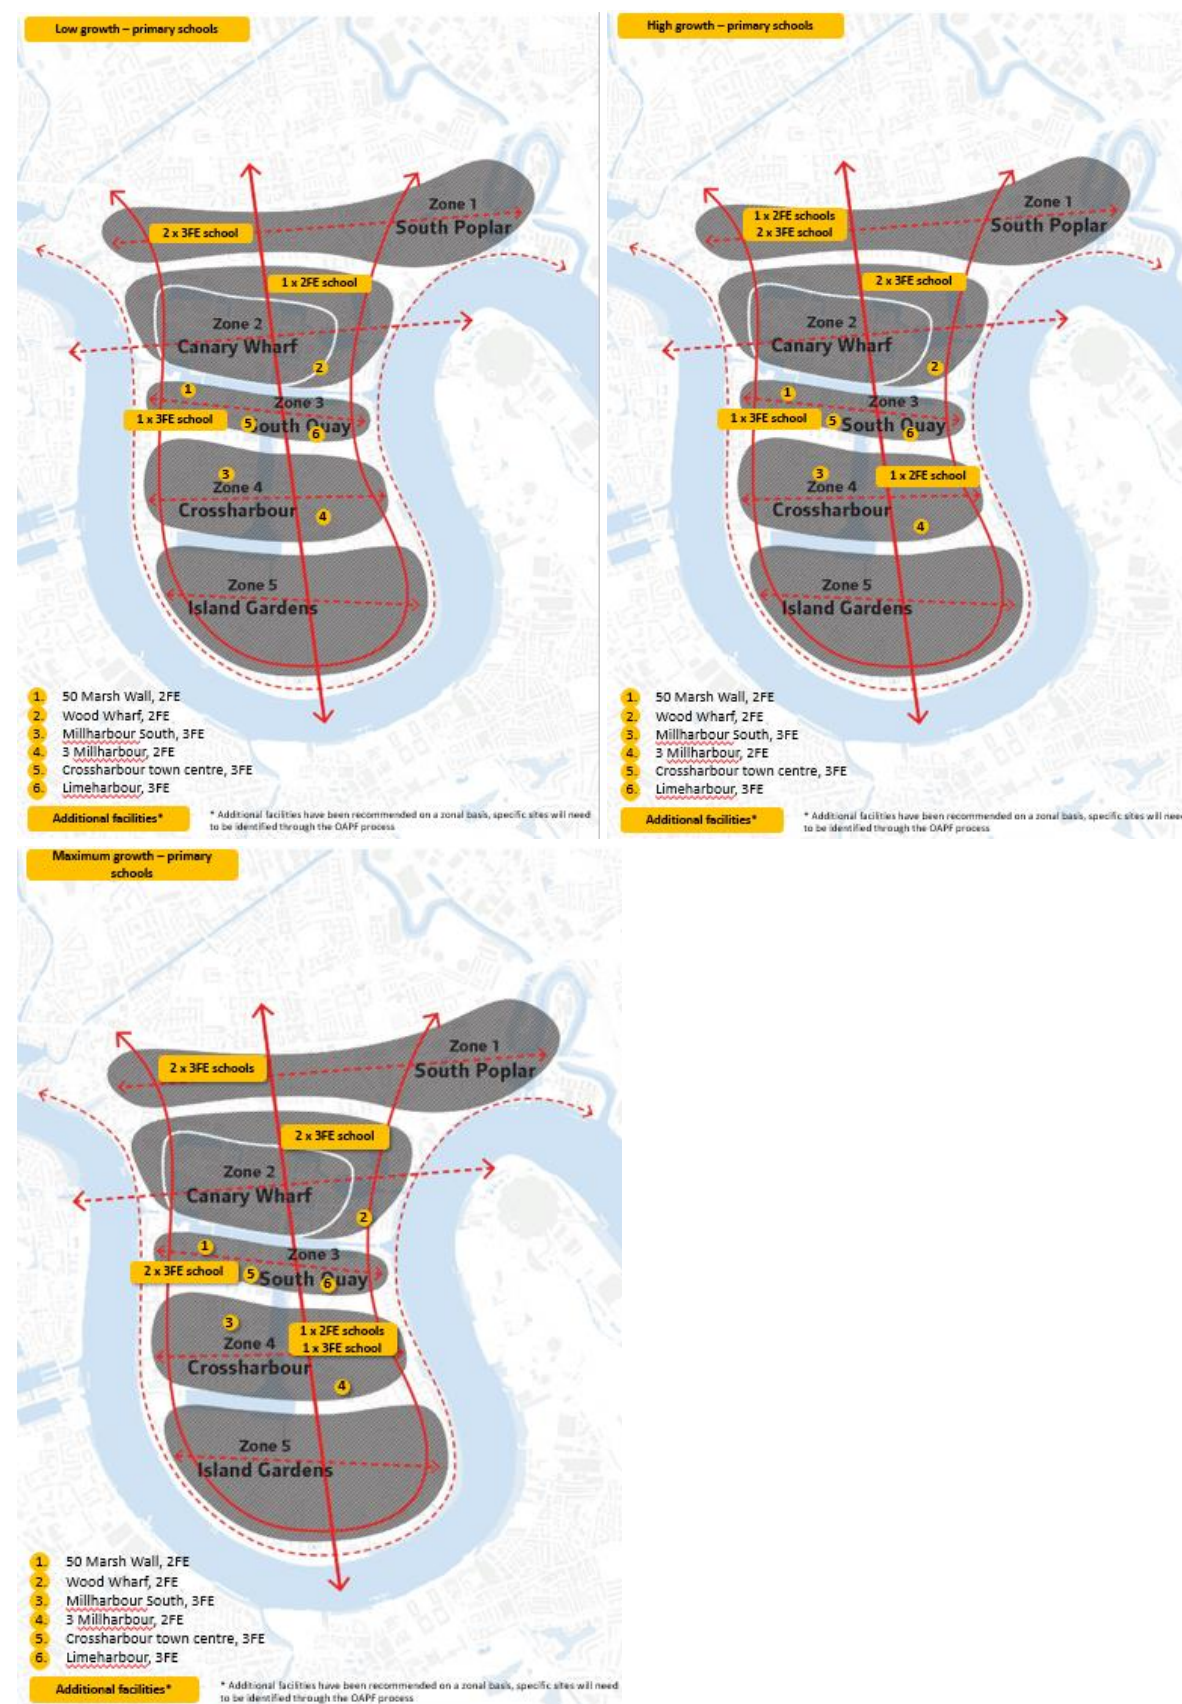 Low growth – primary schools
Zone 1
South Poplar
2 x 3FE school
1 x 2FE school
Zone 2
Canary Wharf
2
1
Zone 3
1 x 3FE school
5
South Quay
6
3
Zone 4
Crossharbour
4
Zone 5
Island Gardens
1. 50 Marsh Wall, 2FE
2. Wood Wharf, 2FE
3. Millharbour South, 3FE
4. 3 Millharbour, 2FE
5. Crossharbour town centre, 3FE
6. Limeharbour, 3FE
Additional facilities*
* Additional facilities have been recommended on a zonal basis, specific sites will need
to be identified through the OAPF process
High growth – primary schools
Zone 1
South Poplar
1 x 2FE schools
2 x 3FE school
2 x 3FE school
Zone 2
Canary Wharf
2
1
Zone 3
1 x 3FE school
5
South Quay
6
3
1 x 2FE school
Zone 4
Crossharbour
4
Zone 5
Island Gardens
1. 50 Marsh Wall, 2FE
2. Wood Wharf, 2FE
3. Millharbour South, 3FE
4. 3 Millharbour, 2FE
5. Crossharbour town centre, 3FE
6. Limeharbour, 3FE
Additional facilities*
* Additional facilities have been recommended on a zonal basis, specific sites will nee
to be identified through the OAPF process
Maximum growth – primary
schools
Zone 1
South Poplar
2 x 3FE schools
2 x 3FE school
Zone 2
Canary Wharf
2
1
Zone 3
2 x 3FE school
5
South Quay
6
3
1 x 2FE schools
1 x 3FE school
Zone 4
Crossharbour
4
Zone 5
Island Gardens
1. 50 Marsh Wall, 2FE
2. Wood Wharf, 2FE
3. Millharbour South, 3FE
4. 3 Millharbour, 2FE
5. Crossharbour town centre, 3FE
6. Limeharbour, 3FE
Additional facilities*
* Additional facilities have been recommended on a zonal basis, specific sites will need
to be identified through the OAPF process